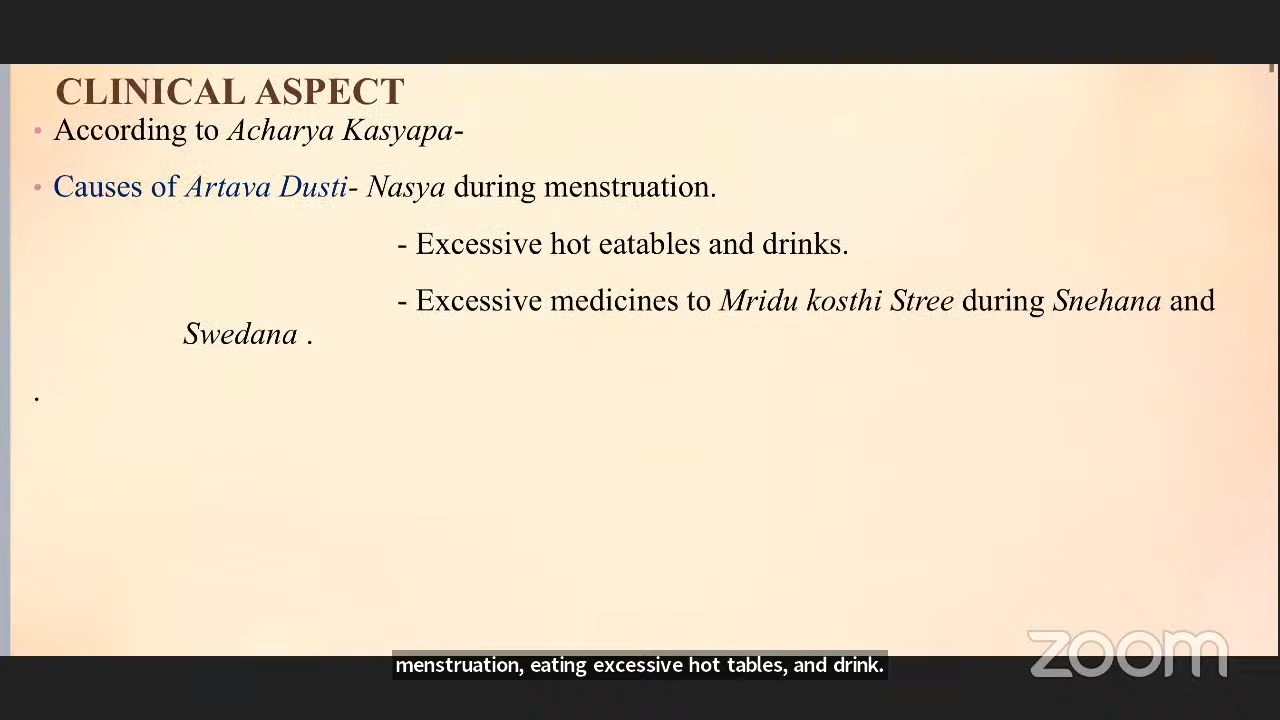 CLINICAL ASPECT
• According to Acharya Kasyapa-
• Causes of Artava Dusti- Nasya during menstruation.
- Excessive hot eatables and drinks.
- Excessive medicines to Mridu kosthi Stree during Snehana and
Swedana .
.
zoom
menstruation, eating excessive hot tables, and drink.